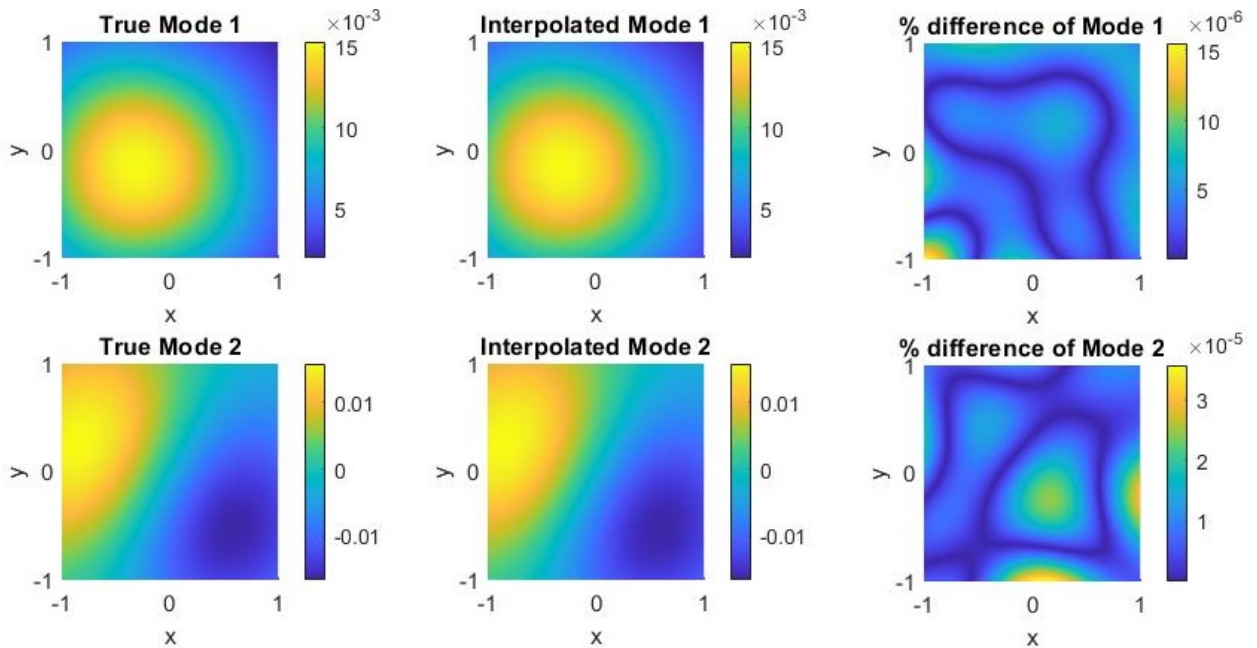 True Mode 1
×10⁻³
1
0
-1
y
-1 0 1
x
15
10
5
Interpolated Mode 1
×10⁻³
1
0
-1
y
-1 0 1
x
15
10
5
% difference of Mode 1
×10⁻⁶
1
0
-1
y
-1 0 1
x
15
10
5
True Mode 2
1
0
-1
y
-1 0 1
x
0.01
0
-0.01
Interpolated Mode 2
1
0
-1
y
-1 0 1
x
0.01
0
-0.01
% difference of Mode 2
×10⁻⁵
1
0
-1
y
-1 0 1
x
3
2
1